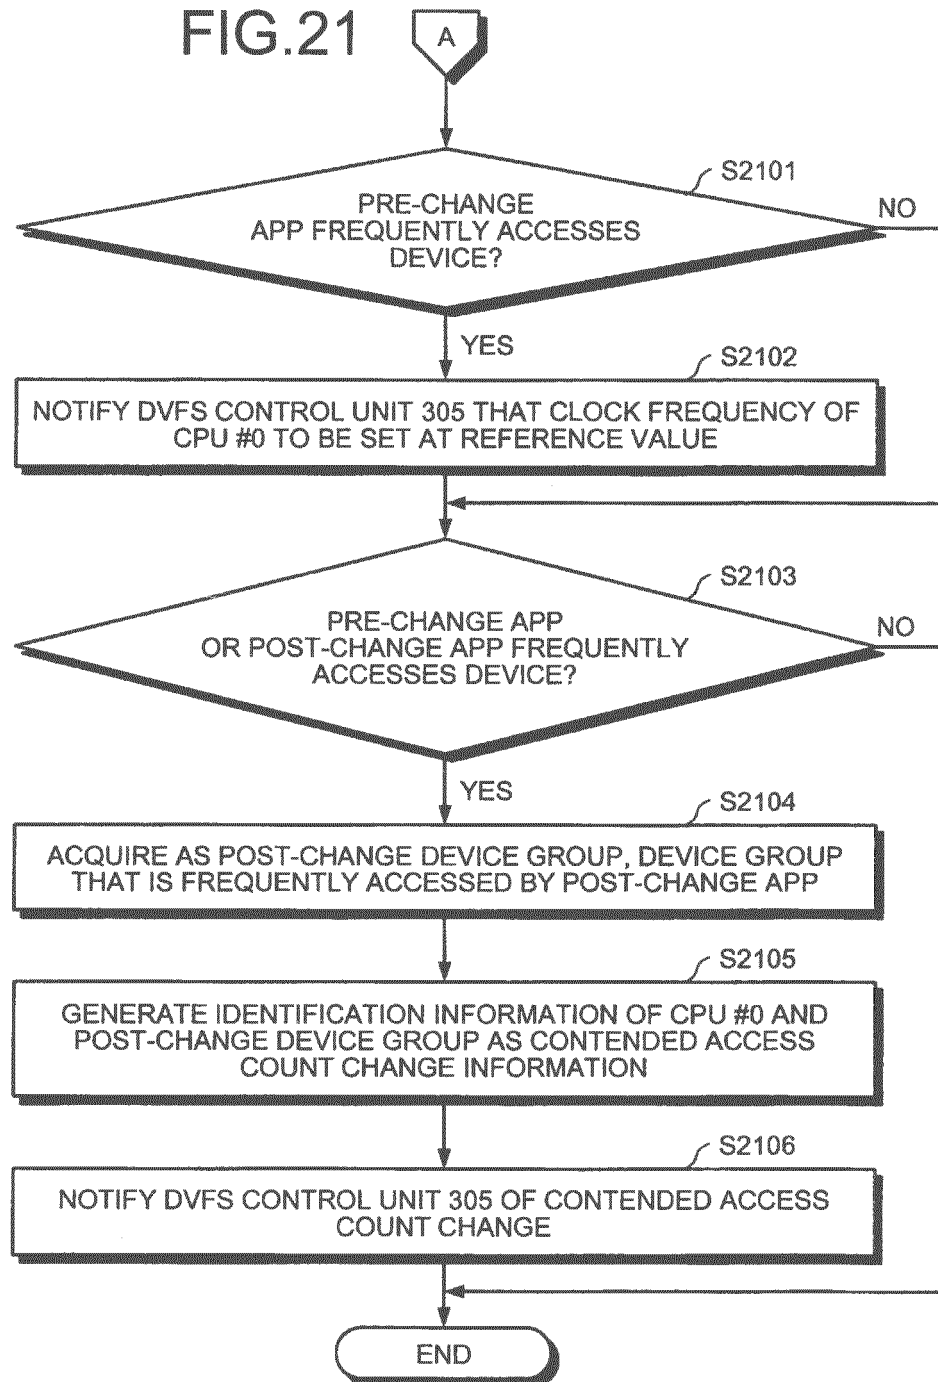 FIG.21
A
S2101
PRE-CHANGE
APP FREQUENTLY ACCESSES
DEVICE?
NO
YES
S2102
NOTIFY DVFS CONTROL UNIT 305 THAT CLOCK FREQUENCY OF
CPU #0 TO BE SET AT REFERENCE VALUE
S2103
PRE-CHANGE APP
OR POST-CHANGE APP FREQUENTLY
ACCESSES DEVICE?
NO
YES
S2104
ACQUIRE AS POST-CHANGE DEVICE GROUP, DEVICE GROUP
THAT IS FREQUENTLY ACCESSED BY POST-CHANGE APP
S2105
GENERATE IDENTIFICATION INFORMATION OF CPU #0 AND
POST-CHANGE DEVICE GROUP AS CONTENDED ACCESS
COUNT CHANGE INFORMATION
S2106
NOTIFY DVFS CONTROL UNIT 305 OF CONTENDED ACCESS
COUNT CHANGE
END